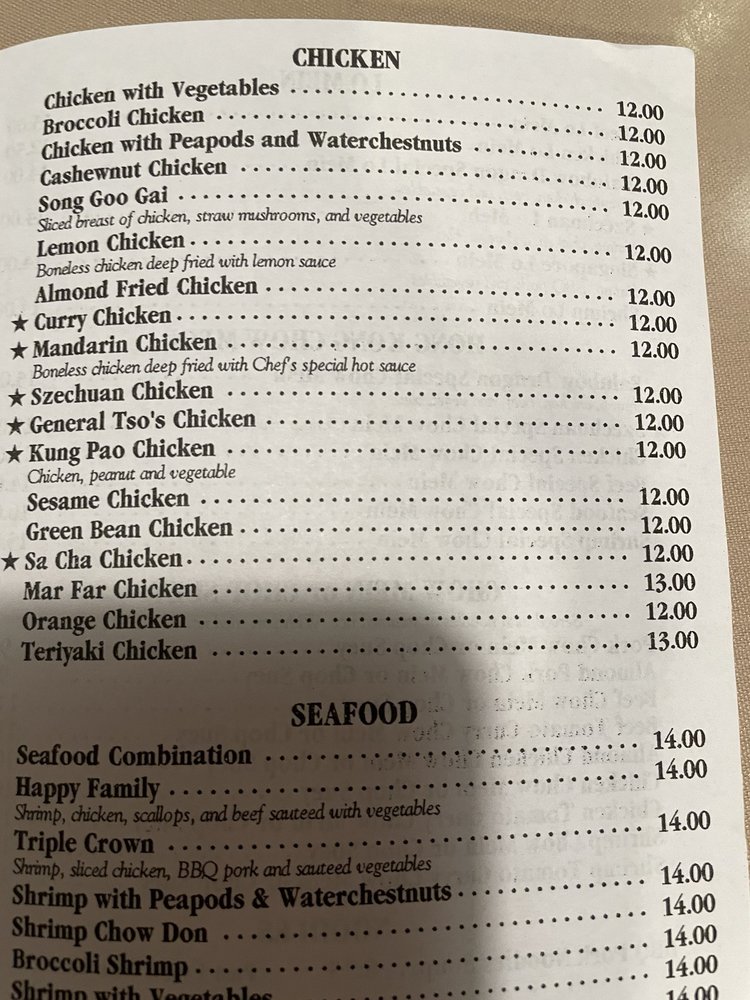 CHICKEN
Chicken with Vegetables 12.00
Broccoli Chicken 12.00
Chicken with Peapods and Waterchestnuts 12.00
Cashewnut Chicken 12.00
Song Goo Gai 12.00
Sliced breast of chicken, straw mushrooms, and vegetables
Lemon Chicken 12.00
Boneless chicken deep fried with lemon sauce
Almond Fried Chicken 12.00
★ Curry Chicken 12.00
★ Mandarin Chicken 12.00
Boneless chicken deep fried with Chef's special hot sauce
★ Szechuan Chicken 12.00
★ General Tso's Chicken 12.00
★ Kung Pao Chicken 12.00
Chicken, peanut and vegetable
Sesame Chicken 12.00
Green Bean Chicken 12.00
★ Sa Cha Chicken 12.00
Mar Far Chicken 13.00
Orange Chicken 12.00
Teriyaki Chicken 13.00
SEAFOOD
Seafood Combination 14.00
Happy Family 14.00
Shrimp, chicken, scallops, and beef sauteed with vegetables
Triple Crown 14.00
Shrimp, sliced chicken, BBQ pork and sauteed vegetables
Shrimp with Peapods & Waterchestnuts 14.00
Shrimp Chow Don 14.00
Broccoli Shrimp 14.00
Shrimp with Vegetables 14.00
14.00